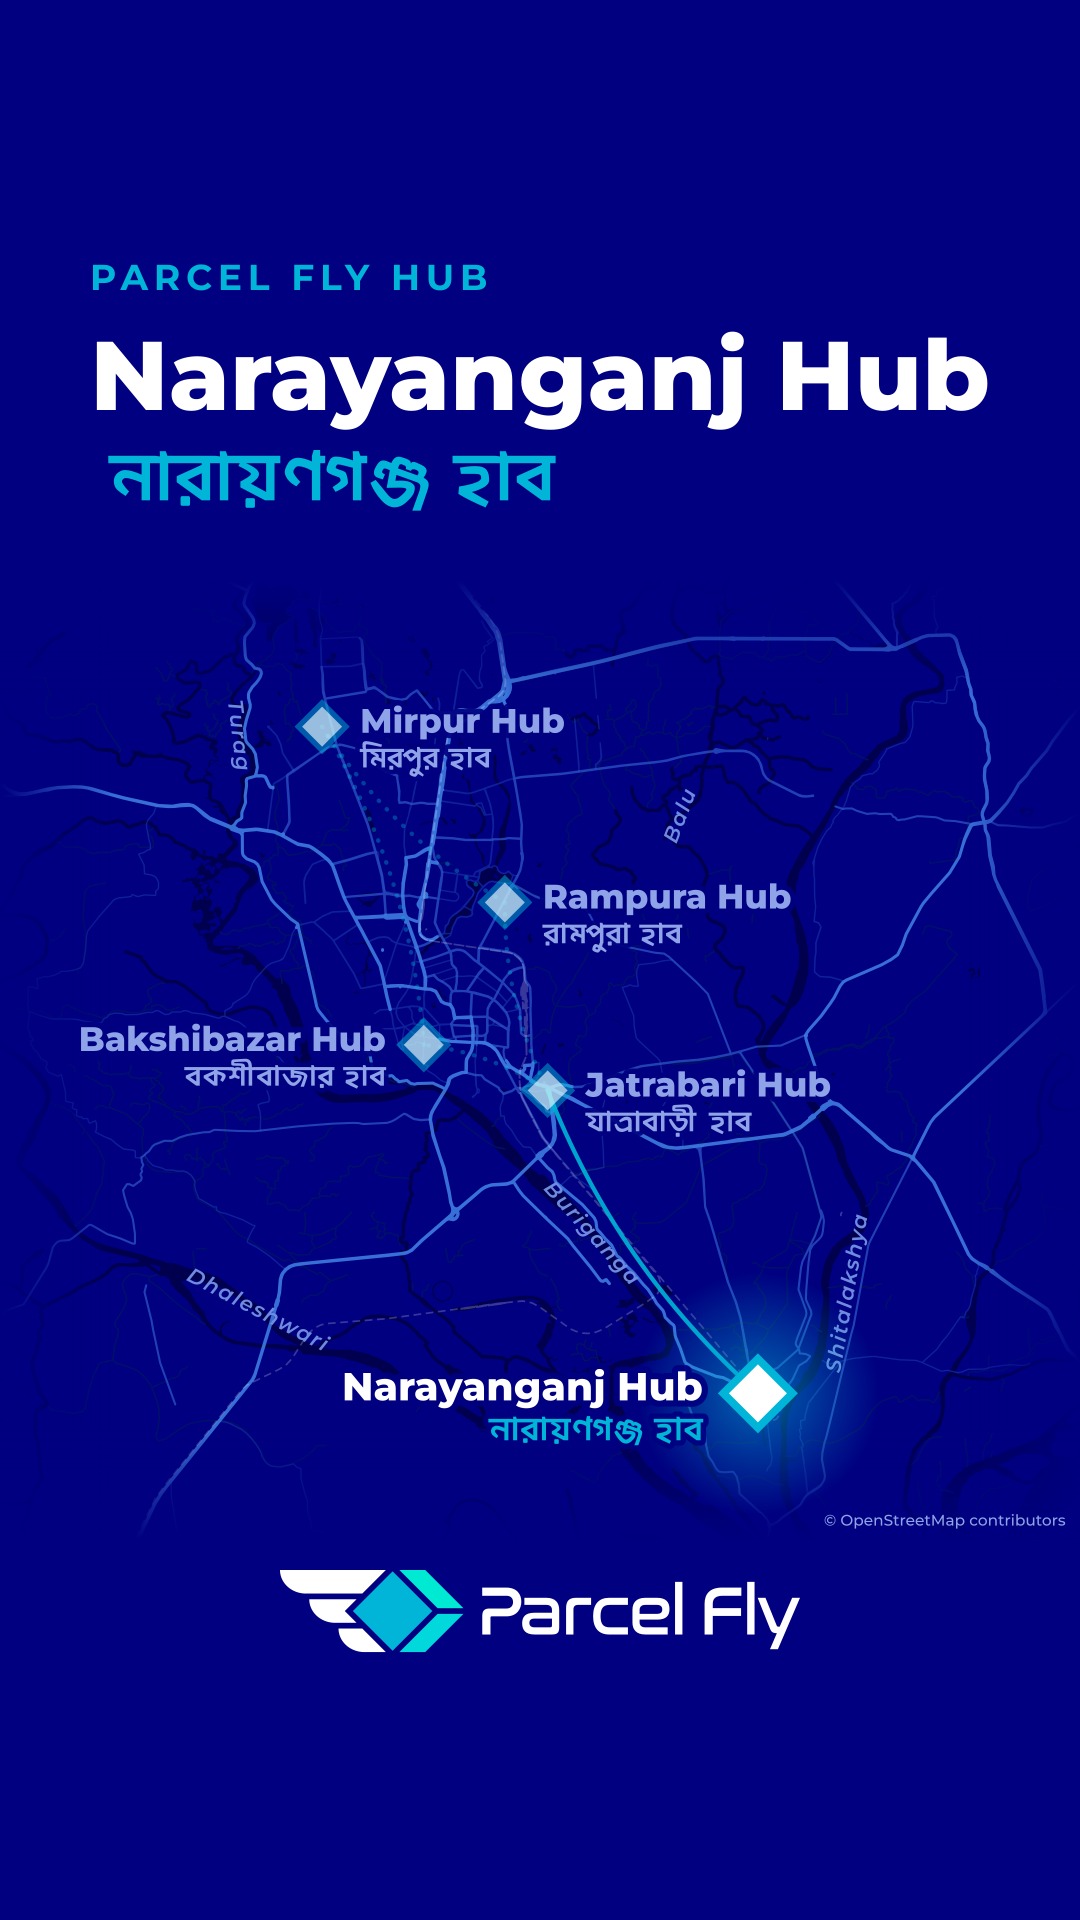 PARCEL FLY HUB
Narayanganj Hub
নারায়ণগঞ্জ হাব
Turag
Mirpur Hub
মিরপুর হাব
Balu
Rampura Hub
রামপুরা হাব
Bakshibazar Hub
বকশীবাজার হাব
Jatrabari Hub
যাত্রাবাড়ী হাব
Buriganga
Shitalakshya
Dhaleshwari
Narayanganj Hub
নারায়ণগঞ্জ হাব
© OpenStreetMap contributors
Parcel Fly